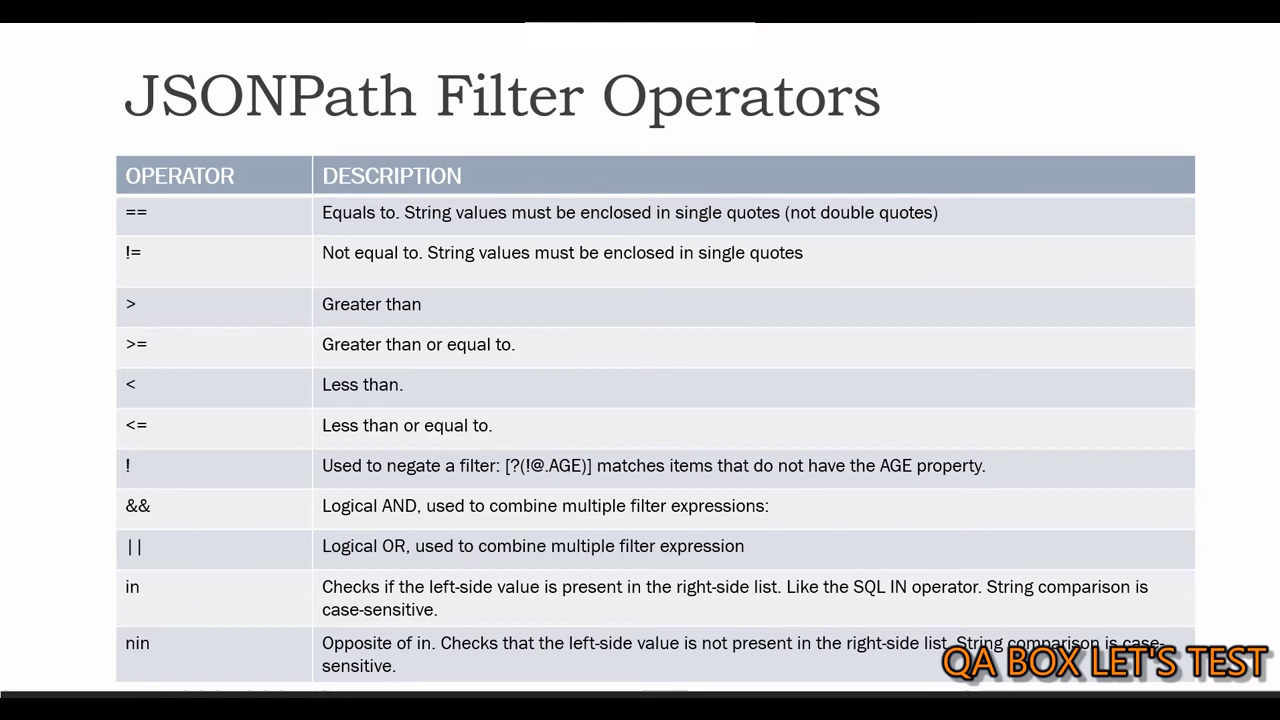 JSONPath Filter Operators
OPERATOR DESCRIPTION
== Equals to. String values must be enclosed in single quotes (not double quotes)
!= Not equal to. String values must be enclosed in single quotes
> Greater than
>= Greater than or equal to.
< Less than.
<= Less than or equal to.
! Used to negate a filter: [?(!@.AGE)] matches items that do not have the AGE property.
&& Logical AND, used to combine multiple filter expressions:
|| Logical OR, used to combine multiple filter expression
in Checks if the left-side value is present in the right-side list. Like the SQL IN operator. String comparison is
case-sensitive.
nin Opposite of in. Checks that the left-side value is not present in the right-side list. String comparison is case-
sensitive.
QA BOX LET'S TEST